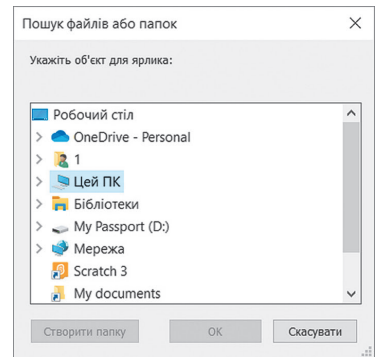 Пошук файлів або папок
Укажіть об'єкт для ярлика:
Робочий стіл
OneDrive - Personal
1
Цей ПК
Бібліотеки
My Passport (D:)
Мережа
Scratch 3
My documents
Створити папку
ОК
Скасувати